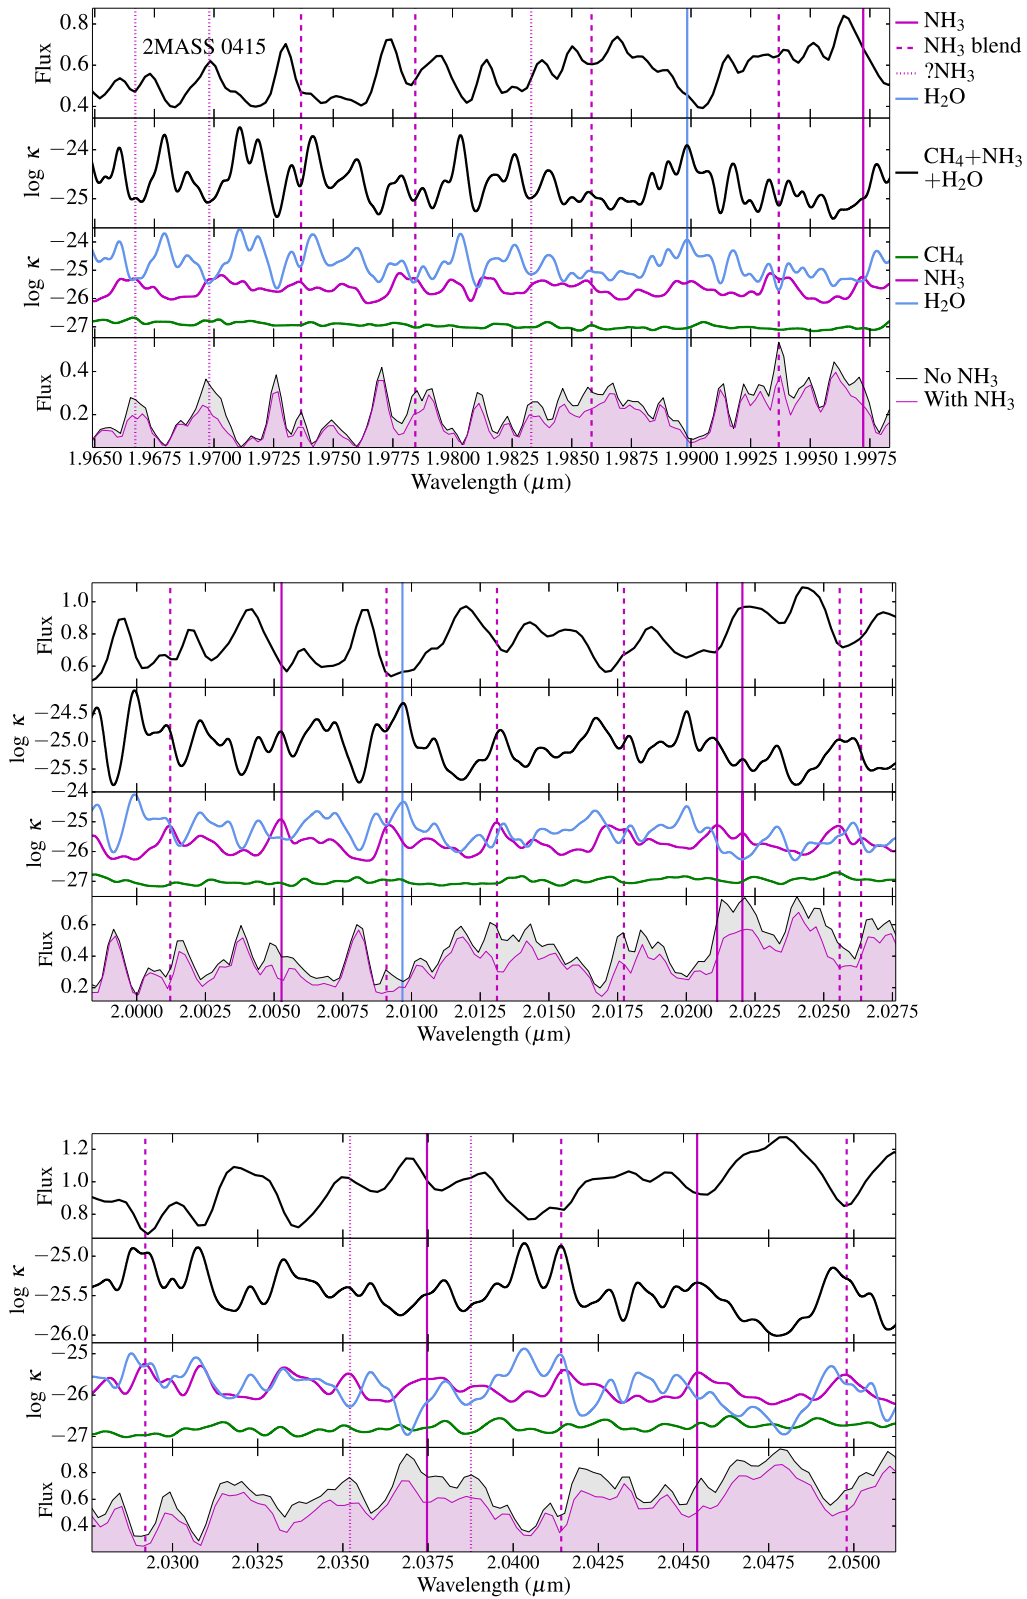 2MASS 0415
Flux
0.8
0.6
0.4
NH3
NH3 blend
?NH3
H2O
log κ
−24
−25
CH4+NH3
+H2O
log κ
−24
−25
−26
−27
CH4
NH3
H2O
Flux
0.4
0.2
No NH3
With NH3
1.9650 1.9675 1.9700 1.9725 1.9750 1.9775 1.9800 1.9825 1.9850 1.9875 1.9900 1.9925 1.9950 1.9975
Wavelength (μm)
Flux
1.0
0.8
0.6
log κ
−24.5
−25.0
−25.5
log κ
−24
−25
−26
−27
Flux
0.6
0.4
0.2
2.0000 2.0025 2.0050 2.0075 2.0100 2.0125 2.0150 2.0175 2.0200 2.0225 2.0250 2.0275
Wavelength (μm)
Flux
1.2
1.0
0.8
log κ
−25.0
−25.5
−26.0
log κ
−25
−26
−27
Flux
0.8
0.6
0.4
2.0300 2.0325 2.0350 2.0375 2.0400 2.0425 2.0450 2.0475 2.0500
Wavelength (μm)